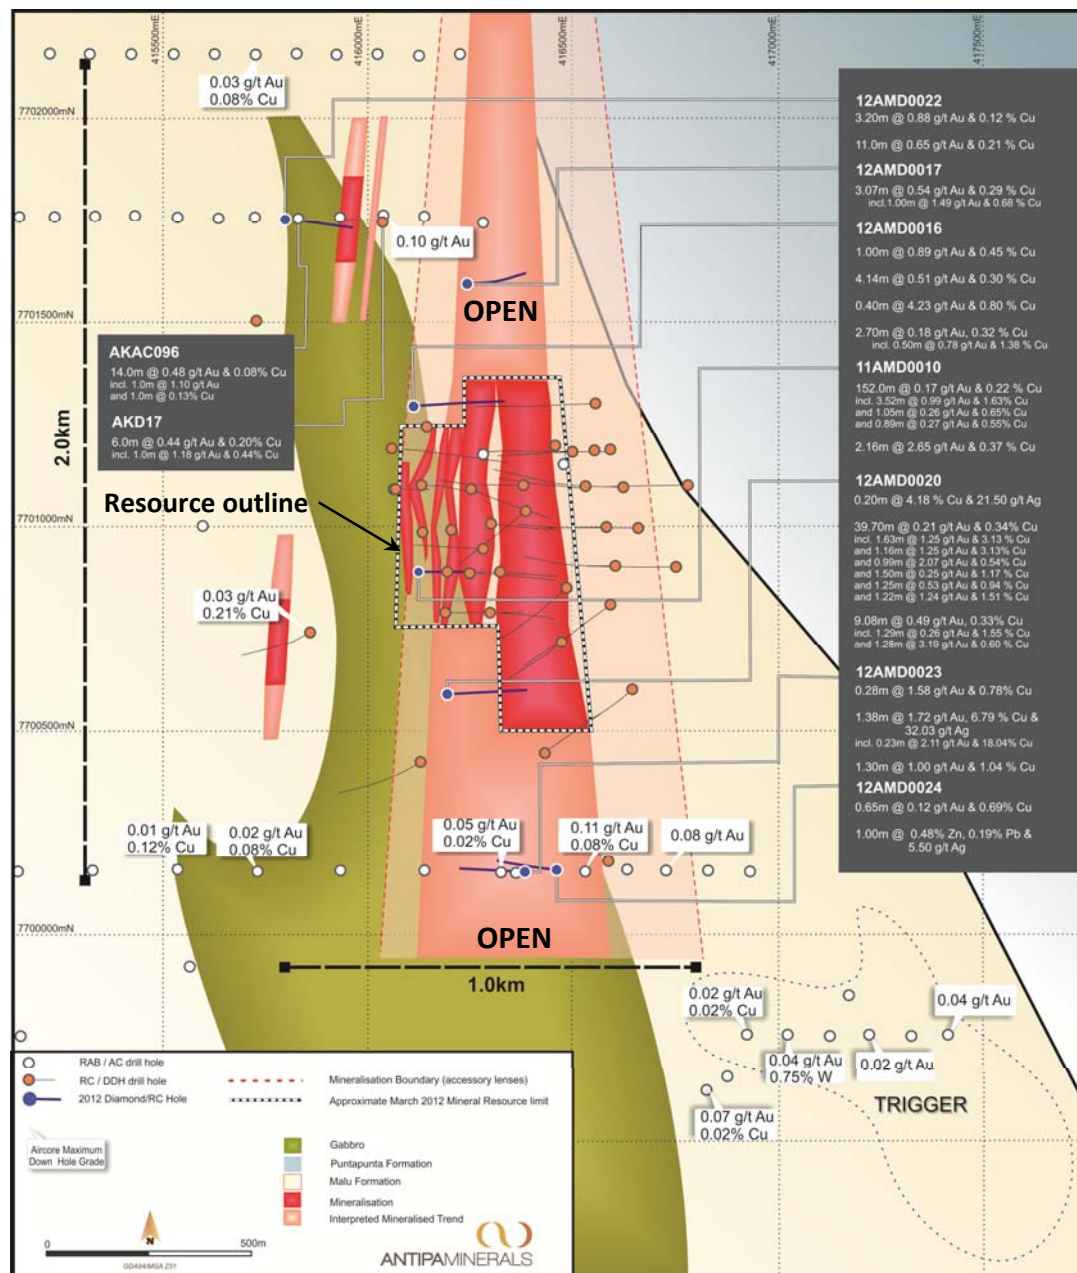 415500mE
416000mE
416500mE
417000mE
417500mE
7702000mN
7701500mN
7701000mN
7700500mN
7700000mN
0.03 g/t Au
0.08% Cu
0.10 g/t Au
OPEN
2.0km
AKAC096
14.0m @ 0.48 g/t Au & 0.08% Cu
incl. 1.0m @ 1.10 g/t Au
and 1.0m @ 0.13% Cu
AKD17
6.0m @ 0.44 g/t Au & 0.20% Cu
incl. 1.0m @ 1.18 g/t Au & 0.44% Cu
Resource outline
0.03 g/t Au
0.21% Cu
12AMD0022
3.20m @ 0.88 g/t Au & 0.12 % Cu
11.0m @ 0.65 g/t Au & 0.21 % Cu
12AMD0017
3.07m @ 0.54 g/t Au & 0.29 % Cu
incl.1.00m @ 1.49 g/t Au & 0.68 % Cu
12AMD0016
1.00m @ 0.89 g/t Au & 0.45 % Cu
4.14m @ 0.51 g/t Au & 0.30 % Cu
0.40m @ 4.23 g/t Au & 0.80 % Cu
2.70m @ 0.18 g/t Au, 0.32 % Cu
incl. 0.50m @ 0.78 g/t Au & 1.38 % Cu
11AMD0010
152.0m @ 0.17 g/t Au & 0.22 % Cu
incl. 3.52m @ 0.99 g/t Au & 1.63% Cu
and 1.05m @ 0.26 g/t Au & 0.65% Cu
and 0.89m @ 0.27 g/t Au & 0.55% Cu
2.16m @ 2.65 g/t Au & 0.37 % Cu
12AMD0020
0.20m @ 4.18 % Cu & 21.50 g/t Ag
39.70m @ 0.21 g/t Au & 0.34% Cu
incl. 1.63m @ 1.25 g/t Au & 3.13 % Cu
and 1.16m @ 1.25 g/t Au & 3.13% Cu
and 0.99m @ 2.07 g/t Au & 0.54% Cu
and 1.50m @ 0.25 g/t Au & 1.17 % Cu
and 1.25m @ 0.53 g/t Au & 0.94 % Cu
and 1.22m @ 1.24 g/t Au & 1.51 % Cu
9.08m @ 0.49 g/t Au, 0.33% Cu
incl. 1.29m @ 0.26 g/t Au & 1.55 % Cu
and 1.28m @ 3.19 g/t Au & 0.60 % Cu
12AMD0023
0.28m @ 1.58 g/t Au & 0.78% Cu
1.38m @ 1.72 g/t Au, 6.79 % Cu &
32.03 g/t Ag
incl. 0.23m @ 2.11 g/t Au & 18.04% Cu
1.30m @ 1.00 g/t Au & 1.04 % Cu
12AMD0024
0.65m @ 0.12 g/t Au & 0.69% Cu
1.00m @ 0.48% Zn, 0.19% Pb &
5.50 g/t Ag
0.01 g/t Au
0.12% Cu
0.02 g/t Au
0.08% Cu
0.05 g/t Au
0.02% Cu
0.11 g/t Au
0.08% Cu
0.08 g/t Au
OPEN
1.0km
0.02 g/t Au
0.02% Cu
0.04 g/t Au
0.04 g/t Au
0.75% W
0.02 g/t Au
0.07 g/t Au
0.02% Cu
TRIGGER
RAB / AC drill hole
RC / DDH drill hole
2012 Diamond/RC Hole
Mineralisation Boundary (accessory lenses)
Approximate March 2012 Mineral Resource limit
Aircore Maximum
Down Hole Grade
Gabbro
Puntapunta Formation
Malu Formation
Mineralisation
Interpreted Mineralised Trend
N
0
500m
GDA94/MGA Z51
ANTIPAMINERALS